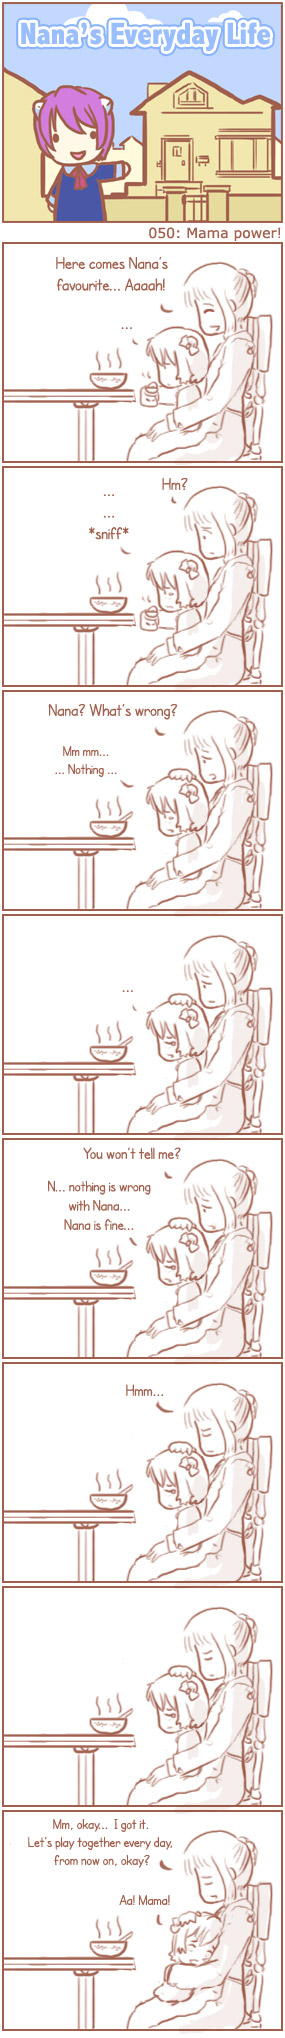 Nana's Everyday Life
050: Mama power!
Here comes Nana's
favourite... Aaaah!
...
Hm?
...
...
*sniff*
Nana? What's wrong?
Mm mm...
... Nothing ...
...
You won't tell me?
N... nothing is wrong
with Nana...
Nana is fine...
Hmm...
Mm, okay... I got it.
Let's play together every day,
from now on, okay?
Aa! Mama!